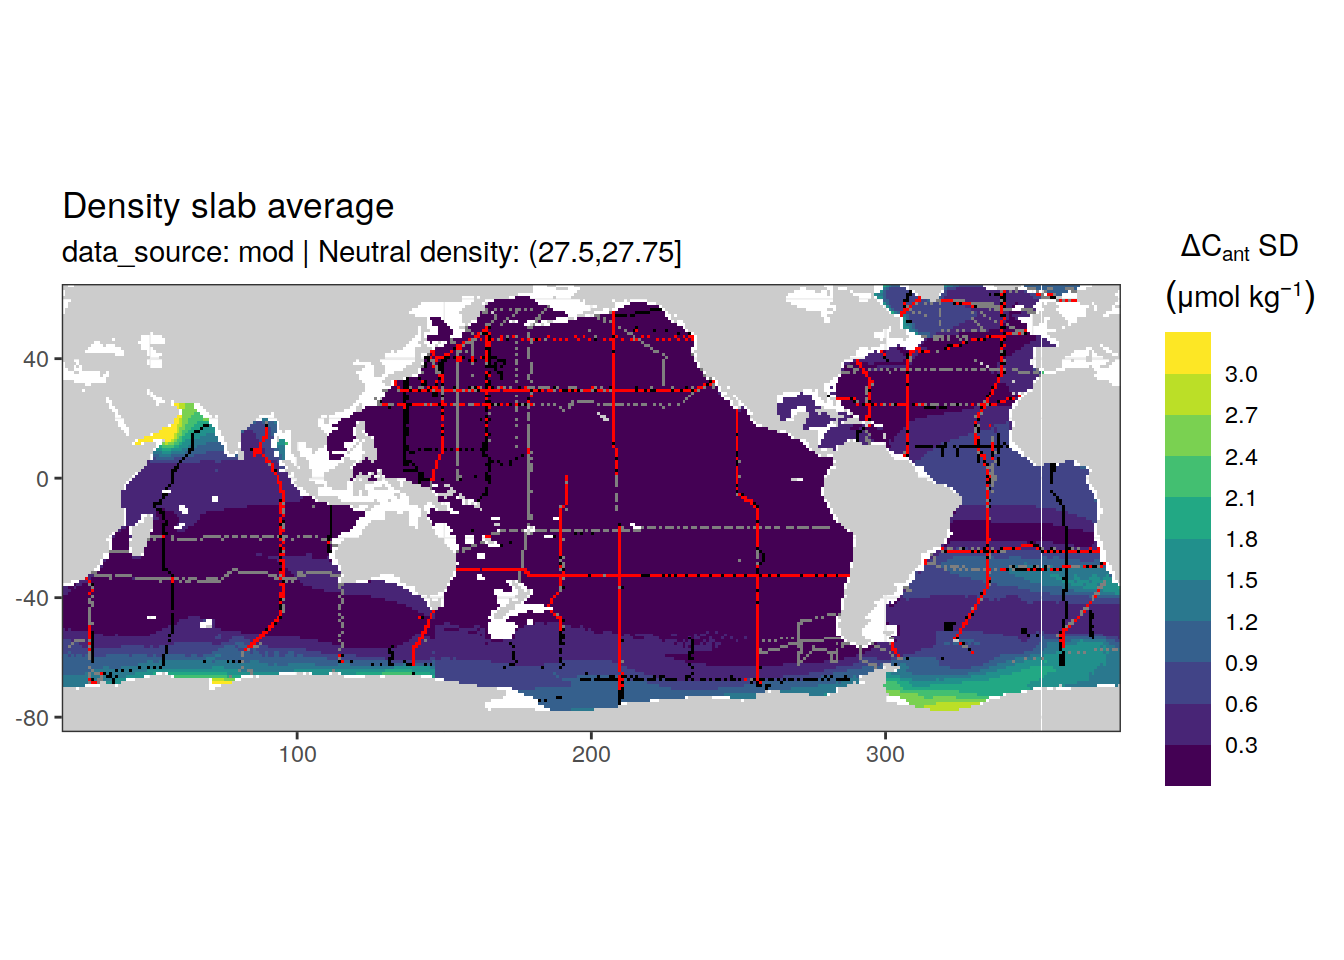 Density slab average
data_source: mod | Neutral density: (27.5,27.75]
ΔCant SD
(μmol kg−1)
3.0
2.7
2.4
2.1
1.8
1.5
1.2
0.9
0.6
0.3
40
0
-40
-80
100 200 300